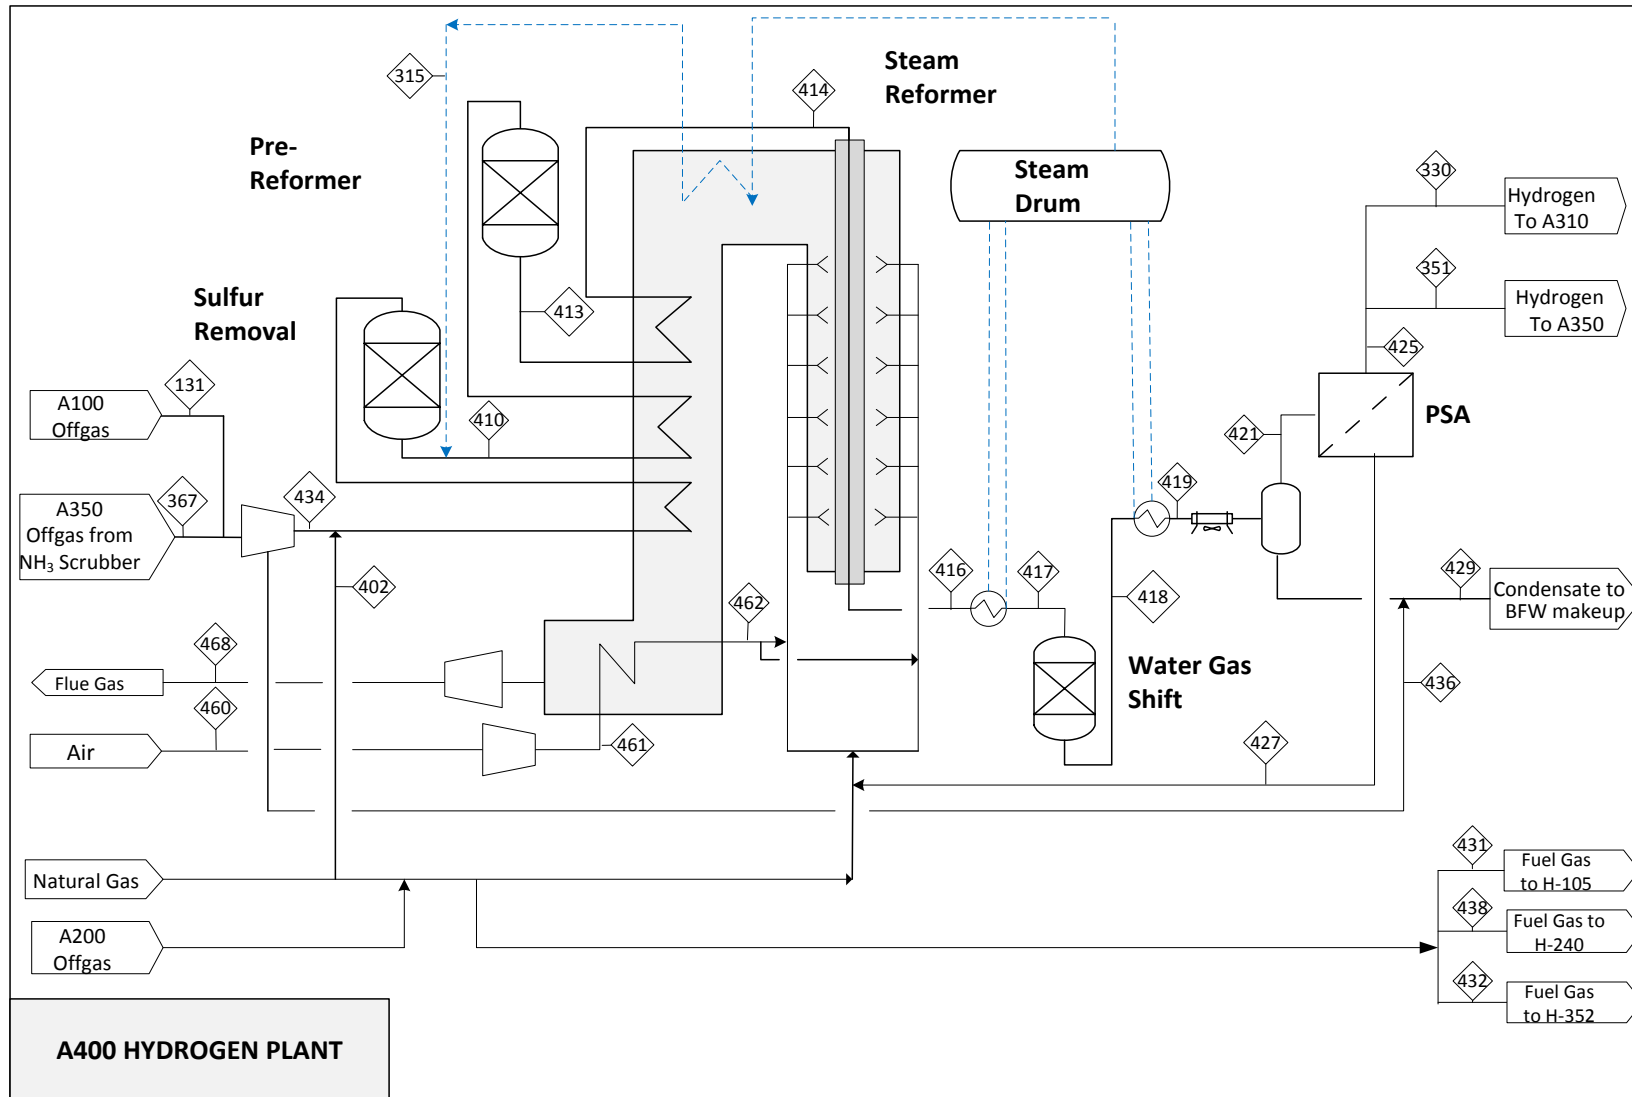 315
414
Steam
Reformer
Pre-
Reformer
Steam
Drum
330
Hydrogen
To A310
351
Hydrogen
To A350
Sulfur
Removal
413
425
131
A100
Offgas
410
421
PSA
367
A350
Offgas from
NH₃ Scrubber
434
419
402
416
417
418
429
Condensate to
BFW makeup
462
468
Flue Gas
Water Gas
Shift
436
460
Air
461
427
431
Fuel Gas
to H-105
Natural Gas
438
Fuel Gas to
H-240
A200
Offgas
432
Fuel Gas
to H-352
A400 HYDROGEN PLANT